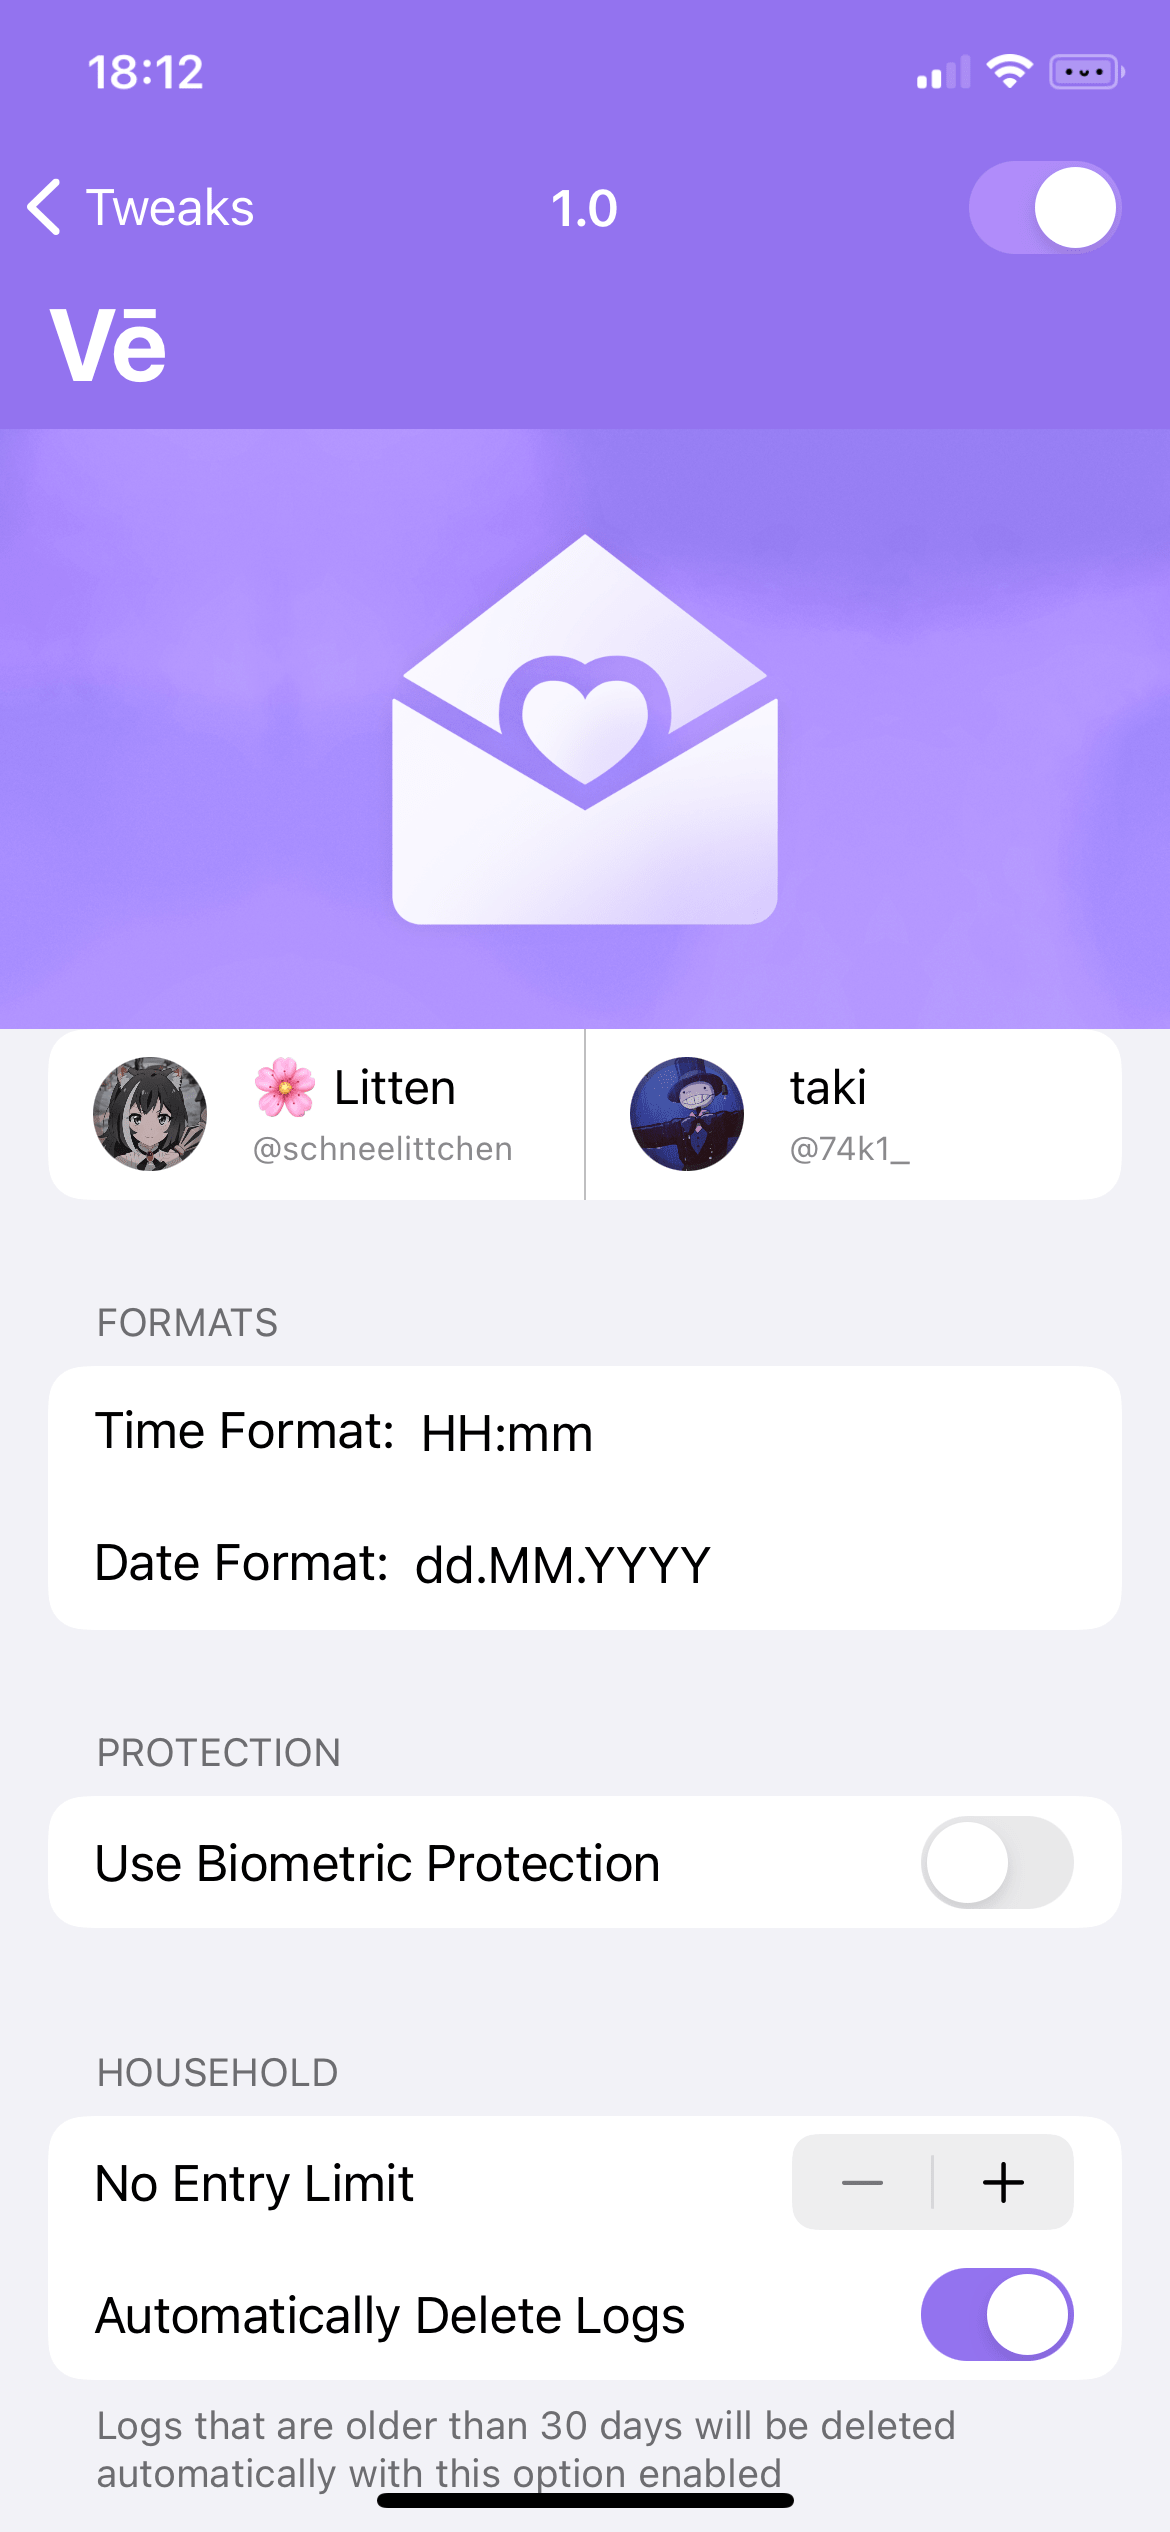 18:12
Tweaks
1.0
Vē
🌸 Litten
@schneelittchen
taki
@74k1_
FORMATS
Time Format: HH:mm
Date Format: dd.MM.YYYY
PROTECTION
Use Biometric Protection
HOUSEHOLD
No Entry Limit
Automatically Delete Logs
Logs that are older than 30 days will be deleted
automatically with this option enabled